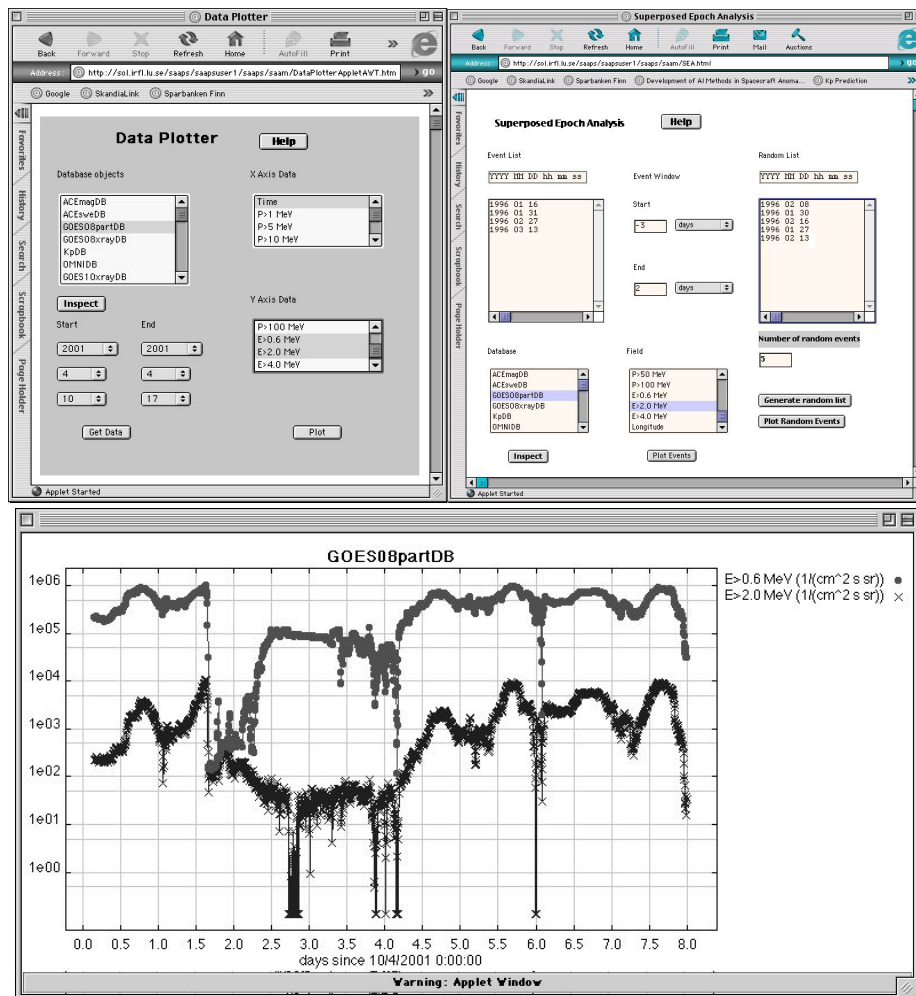 Data Plotter
Back Forward Stop Refresh Home AutoFill Print »
Address: http://sol.irfl.lu.se/saaps/saapsuser1/saaps/saam/DataPlotterAppletAWT.htm go
Google SkandiaLink Sparbanken Finn »
Favorites
History
Search
Scrapbook
Page Holder
Data Plotter
Help
Database objects
X Axis Data
ACEmagDB
ACEsweDB
GOES08partDB
GOES08xrayDB
KpDB
OMNIDB
GOES10xrayDB
Time
P>1 MeV
P>5 MeV
P>10 MeV
Inspect
Y Axis Data
Start End
P>100 MeV
E>0.6 MeV
E>2.0 MeV
E>4.0 MeV
2001 2001
4 4
10 17
Get Data
Plot
Applet Started
Superposed Epoch Analysis
Back Forward Stop Refresh Home AutoFill Print Mail Auctions
Address: http://sol.irfl.lu.se/saaps/saapsuser1/saaps/saam/SEA.html go
Google SkandiaLink Sparbanken Finn Development of AI Methods in Spacecraft Anoma... Kp Prediction
Favorites
History
Search
Scrapbook
Page Holder
Superposed Epoch Analysis
Help
Event List
Random List
YYYY MM DD hh mm ss
Event Window
YYYY MM DD hh mm ss
1996 01 16
1996 01 31
1996 02 27
1996 03 13
Start
-3 days
End
2 days
1996 02 08
1996 01 30
1996 02 16
1996 01 27
1996 02 13
Number of random events
5
Database
Field
ACEmagDB
ACEsweDB
GOES08partDB
GOES08xrayDB
KpDB
OMNIDB
P>50 MeV
P>100 MeV
E>0.6 MeV
E>2.0 MeV
E>4.0 MeV
Longitude
Generate random list
Plot Random Events
Inspect
Plot Events
Applet Started
GOES08partDB
E>0.6 MeV (1/(cm^2 s sr))
E>2.0 MeV (1/(cm^2 s sr))
1e06
1e05
1e04
1e03
1e02
1e01
1e00
0.0 0.5 1.0 1.5 2.0 2.5 3.0 3.5 4.0 4.5 5.0 5.5 6.0 6.5 7.0 7.5 8.0
days since 10/4/2001 0:00:00
Warning: Applet Window